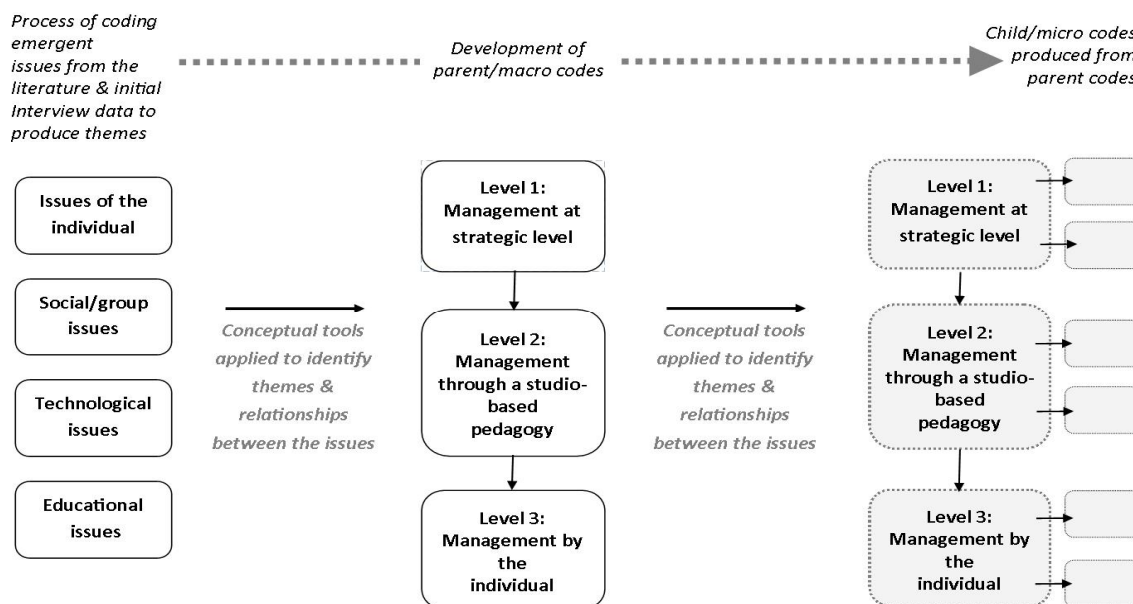 Process of coding
emergent
issues from the
literature & initial
Interview data to
produce themes
Development of
parent/macro codes
Child/micro codes
produced from
parent codes
Issues of the
individual
Social/group
issues
Technological
issues
Educational
issues
Conceptual tools
applied to identify
themes &
relationships
between the issues
Level 1:
Management at
strategic level
Level 2:
Management
through a studio-
based
pedagogy
Level 3:
Management by
the
individual
Conceptual tools
applied to identify
themes &
relationships
between the issues
Level 1:
Management at
strategic level
Level 2:
Management
through a studio-
based
pedagogy
Level 3:
Management by
the
individual